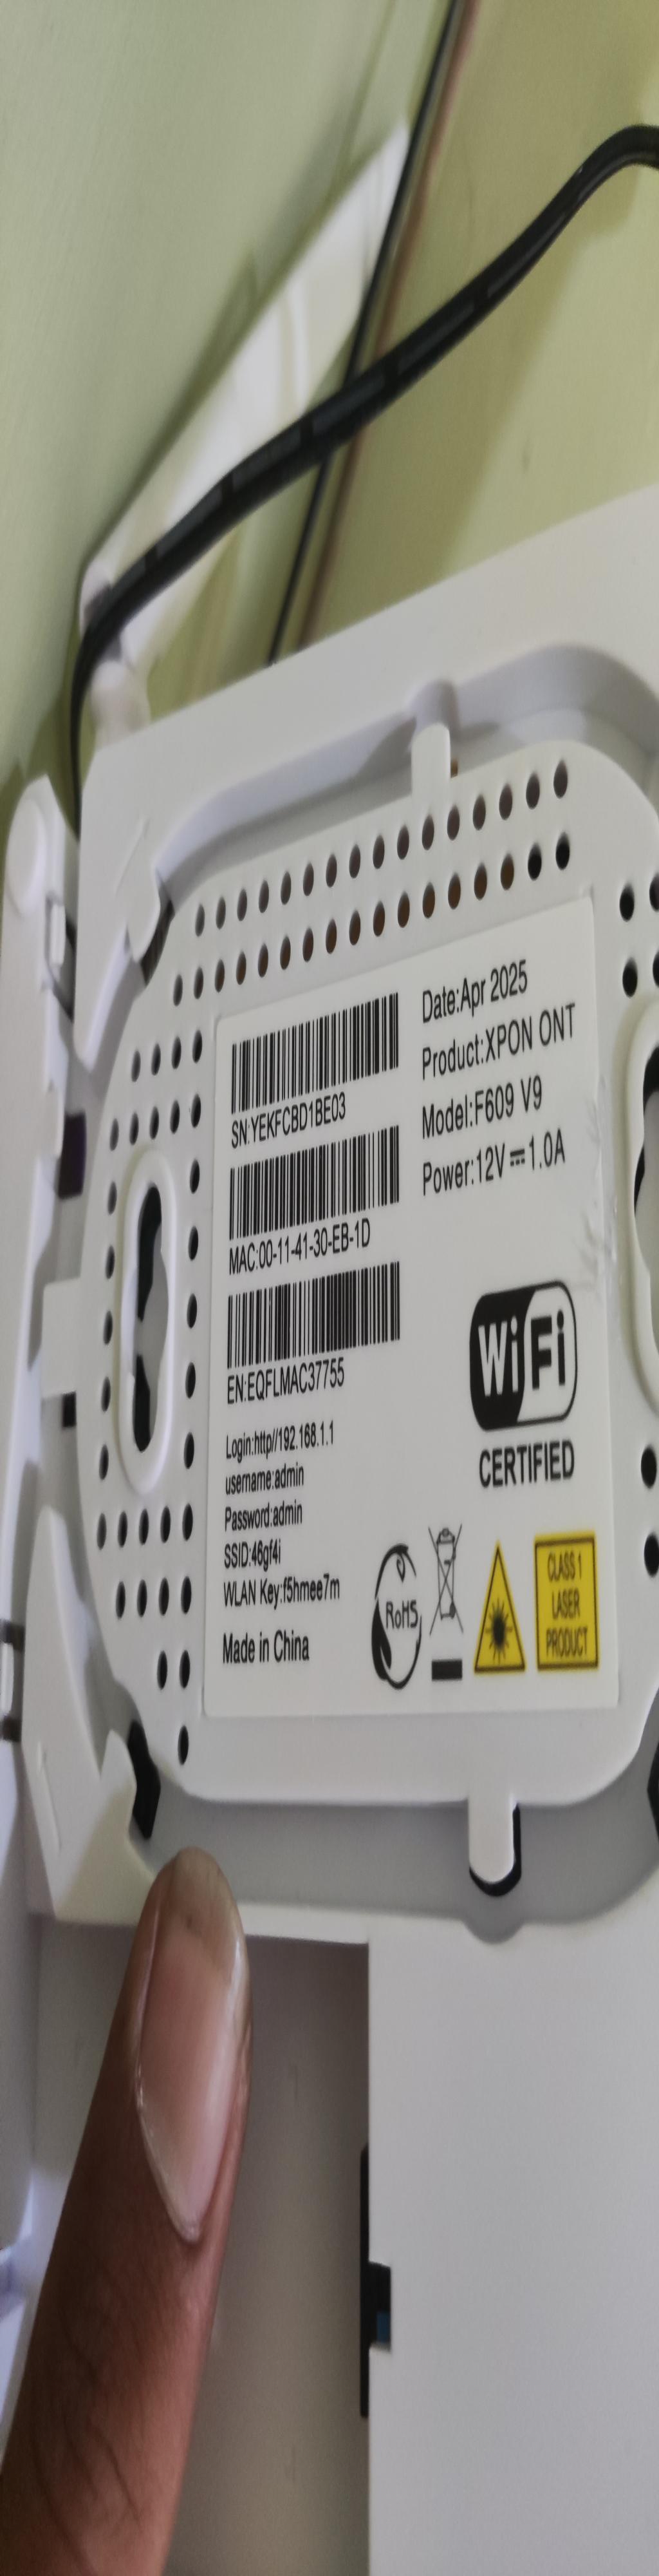 Date:Apr 2025
Product:XPON ONT
Model:F609 V9
Power:12V⎓1.0A
SN:YEKFCBD1BE03
MAC:00-11-41-30-EB-1D
EN:EQFLMAC37755
Login:http//192.168.1.1
username:admin
Password:admin
SSID:46gf4i
WLAN Key:f5hmee7m
Made in China
WiFi
CERTIFIED
RoHS
CLASS 1
LASER
PRODUCT